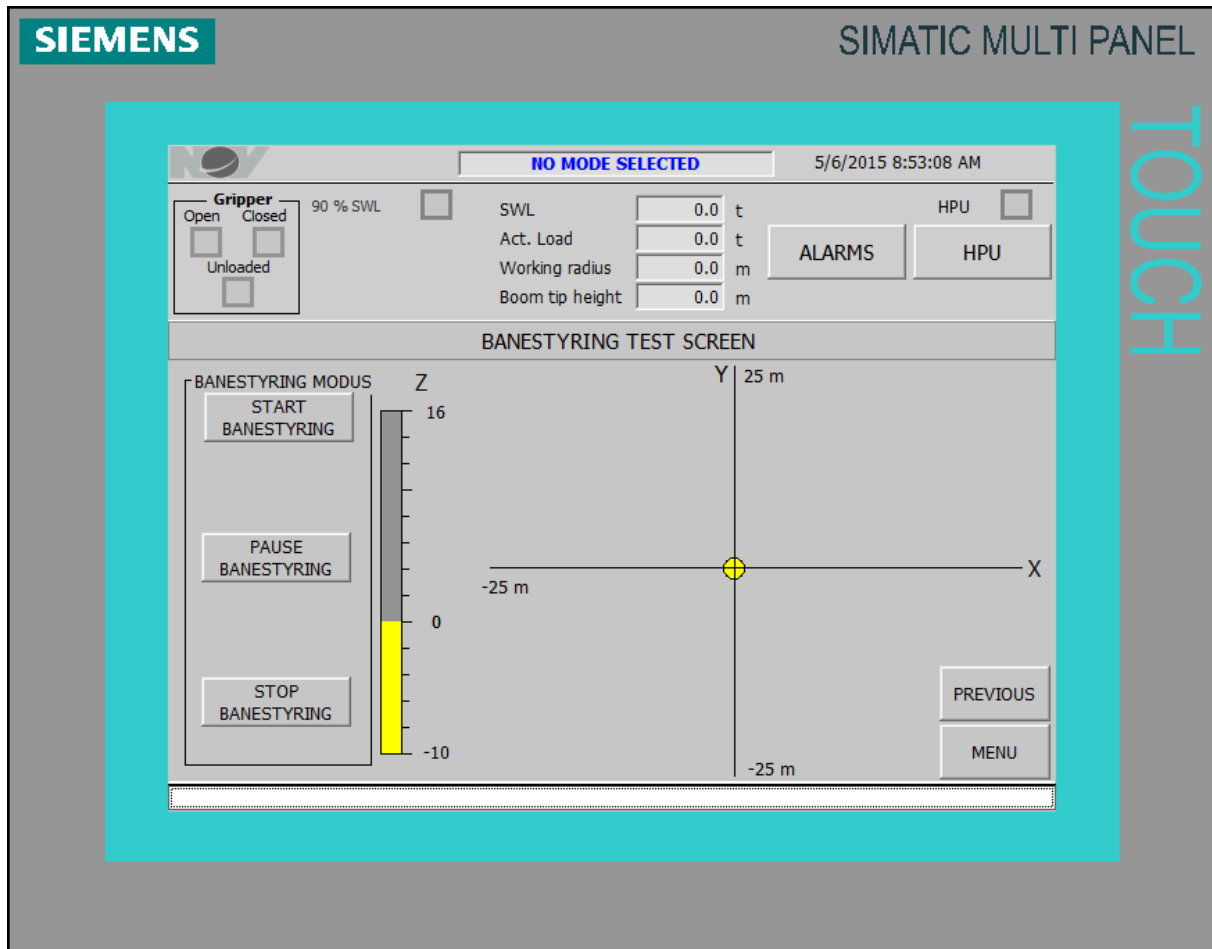 SIEMENS
SIMATIC MULTI PANEL
TOUCH
NOV
NO MODE SELECTED
5/6/2015 8:53:08 AM
Gripper
Open Closed
Unloaded
90 % SWL
SWL 0.0 t
Act. Load 0.0 t
Working radius 0.0 m
Boom tip height 0.0 m
HPU
ALARMS
HPU
BANESTYRING TEST SCREEN
BANESTYRING MODUS
START
BANESTYRING
PAUSE
BANESTYRING
STOP
BANESTYRING
Z
16
0
-10
Y 25 m
-25 m
X
-25 m
PREVIOUS
MENU